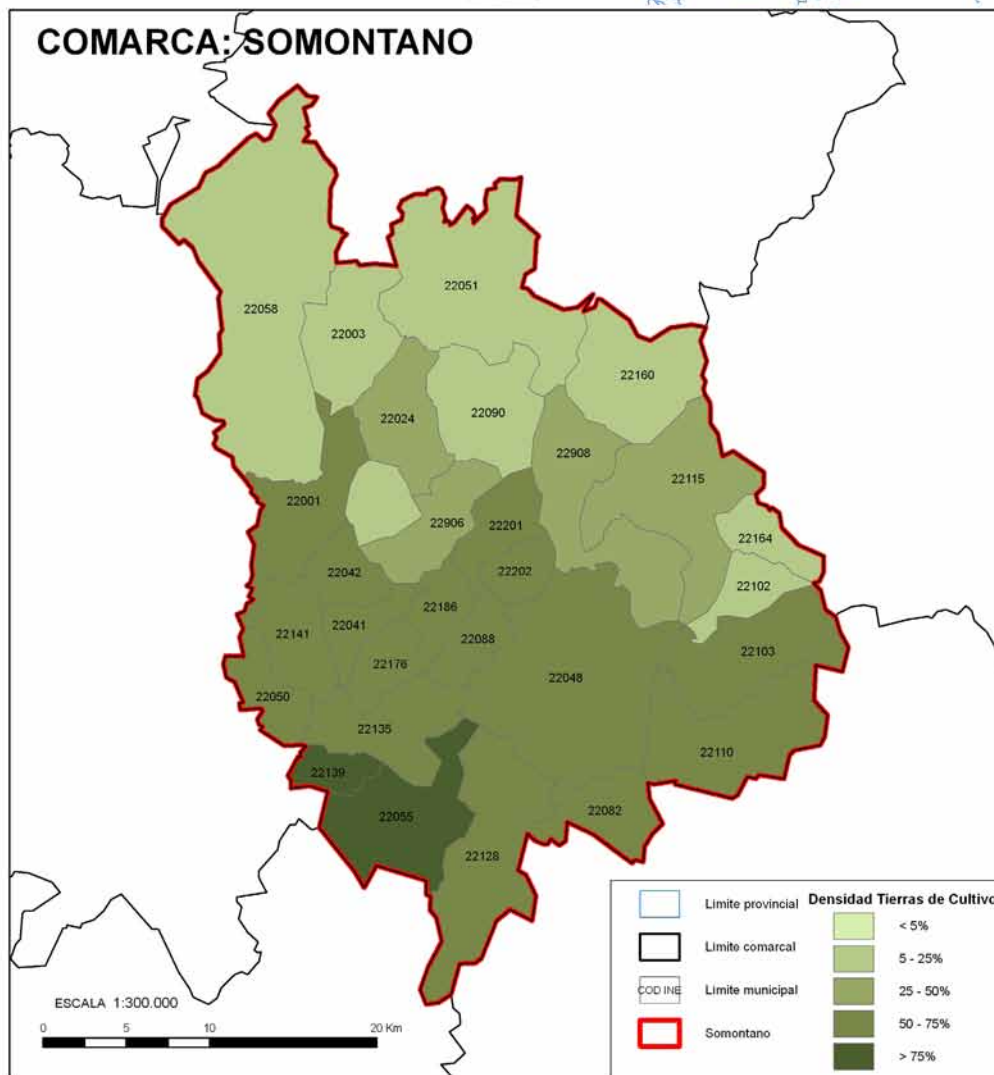 COMARCA: SOMONTANO
22058
22051
22003
22160
22090
22024
22908
22115
22001
22906
22201
22164
22202
22042
22102
22186
22041
22141
22088
22103
22176
22048
22050
22135
22110
22139
22082
22055
22128
Limite provincial
Limite comarcal
COD INE
Limite municipal
Somontano
Densidad Tierras de Cultivo
< 5%
5 - 25%
25 - 50%
50 - 75%
> 75%
ESCALA 1:300.000
0 5 10 20 Km